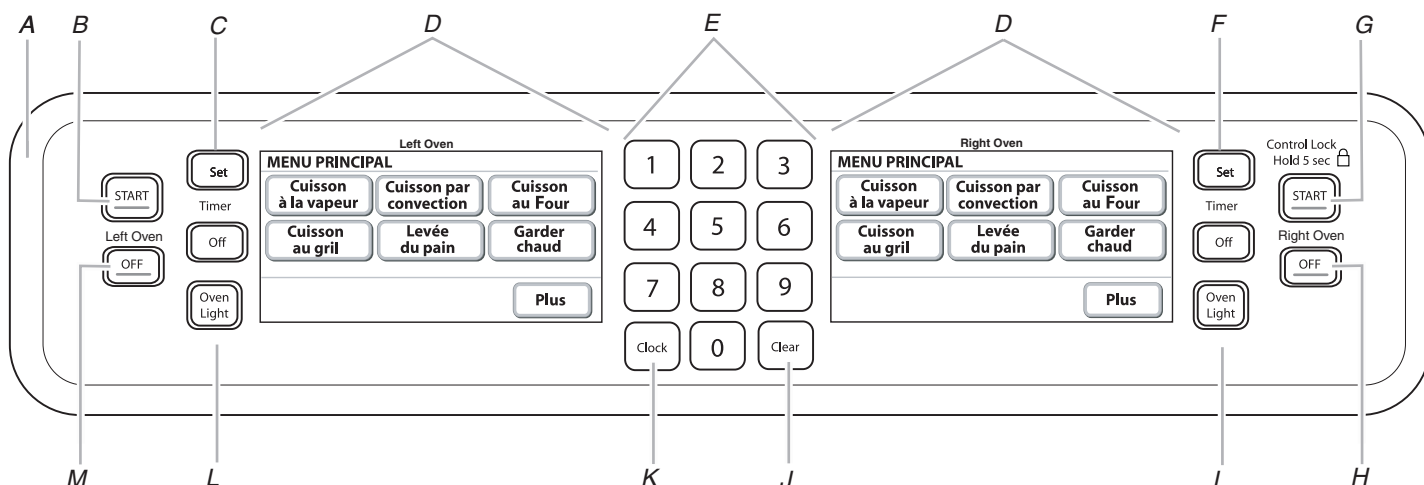 A
B
C
D
E
D
F
G
START
Left Oven
OFF
Set
Timer
Off
Oven
Light
Left Oven
MENU PRINCIPAL
Cuisson
à la vapeur
Cuisson par
convection
Cuisson
au Four
Cuisson
au gril
Levée
du pain
Garder
chaud
Plus
1
2
3
4
5
6
7
8
9
Clock
0
Clear
Right Oven
MENU PRINCIPAL
Cuisson
à la vapeur
Cuisson par
convection
Cuisson
au Four
Cuisson
au gril
Levée
du pain
Garder
chaud
Plus
Set
Timer
Off
Oven
Light
Control Lock
Hold 5 sec
START
Right Oven
OFF
M
L
K
J
I
H